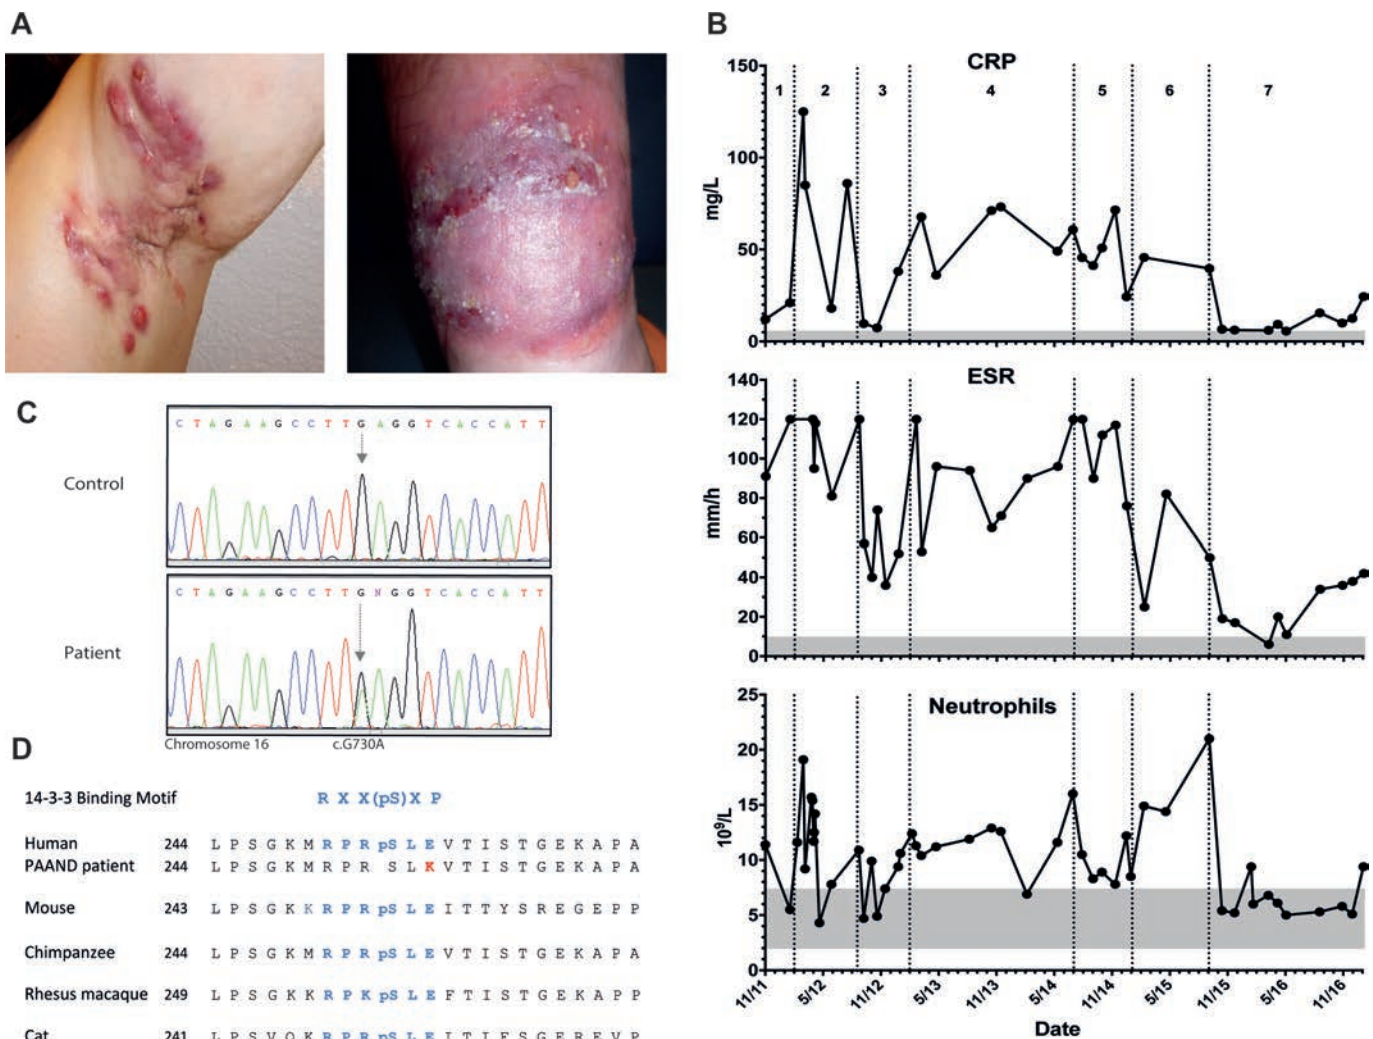 A
C
Control
C T A G A A G C C T T G A G G T C A C C A T T
Patient
C T A G A A G C C T T G N G G T C A C C A T T
Chromosome 16 c.G730A
D
14-3-3 Binding Motif R X X(pS)X P
Human 244 L P S G K M R P R pS L E V T I S T G E K A P A
PAAND patient 244 L P S G K M R P R S L K V T I S T G E K A P A
Mouse 243 L P S G K K R P R pS L E I T T Y S R E G E P P
Chimpanzee 244 L P S G K M R P R pS L E V T I S T G E K A P A
Rhesus macaque 249 L P S G K K R P K pS L E F T I S T G E K A P P
Cat 241 L P S V
B
CRP
1 2 3 4 5 6 7
mg/L
150
100
50
0
ESR
mm/h
140
120
100
80
60
40
20
0
Neutrophils
10⁹/L
25
20
15
10
5
0
11/11 5/12 11/12 5/13 11/13 5/14 11/14 5/15 11/15 5/16 11/16
Date